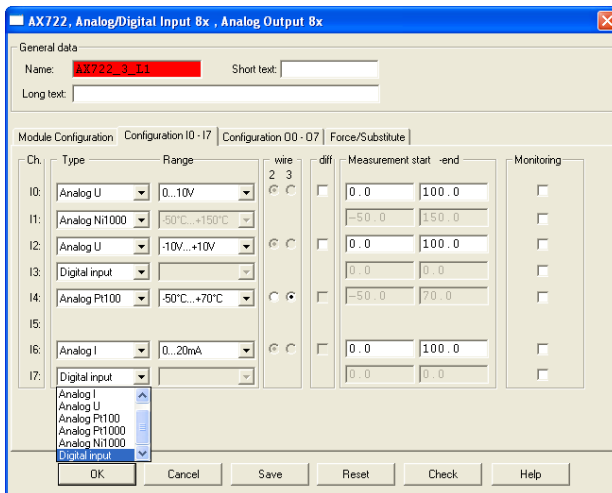 AX722, Analog/Digital Input 8x , Analog Output 8x
General data
Name: AX722_3_L1 Short text:
Long text:
Module Configuration Configuration I0 - I7 Configuration O0 - O7 Force/Substitute
Ch. Type Range wire diff Measurement start -end Monitoring
2 3
I0: Analog U 0...10V 0.0 100.0
I1: Analog Ni1000 -50°C...+150°C -50.0 150.0
I2: Analog U -10V...+10V 0.0 100.0
I3: Digital input 0.0 0.0
I4: Analog Pt100 -50°C...+70°C -50.0 70.0
I5:
I6: Analog I 0...20mA 0.0 100.0
I7: Digital input 0.0 0.0
Analog I
Analog U
Analog Pt100
Analog Pt1000
Analog Ni1000
Digital input
OK Cancel Save Reset Check Help